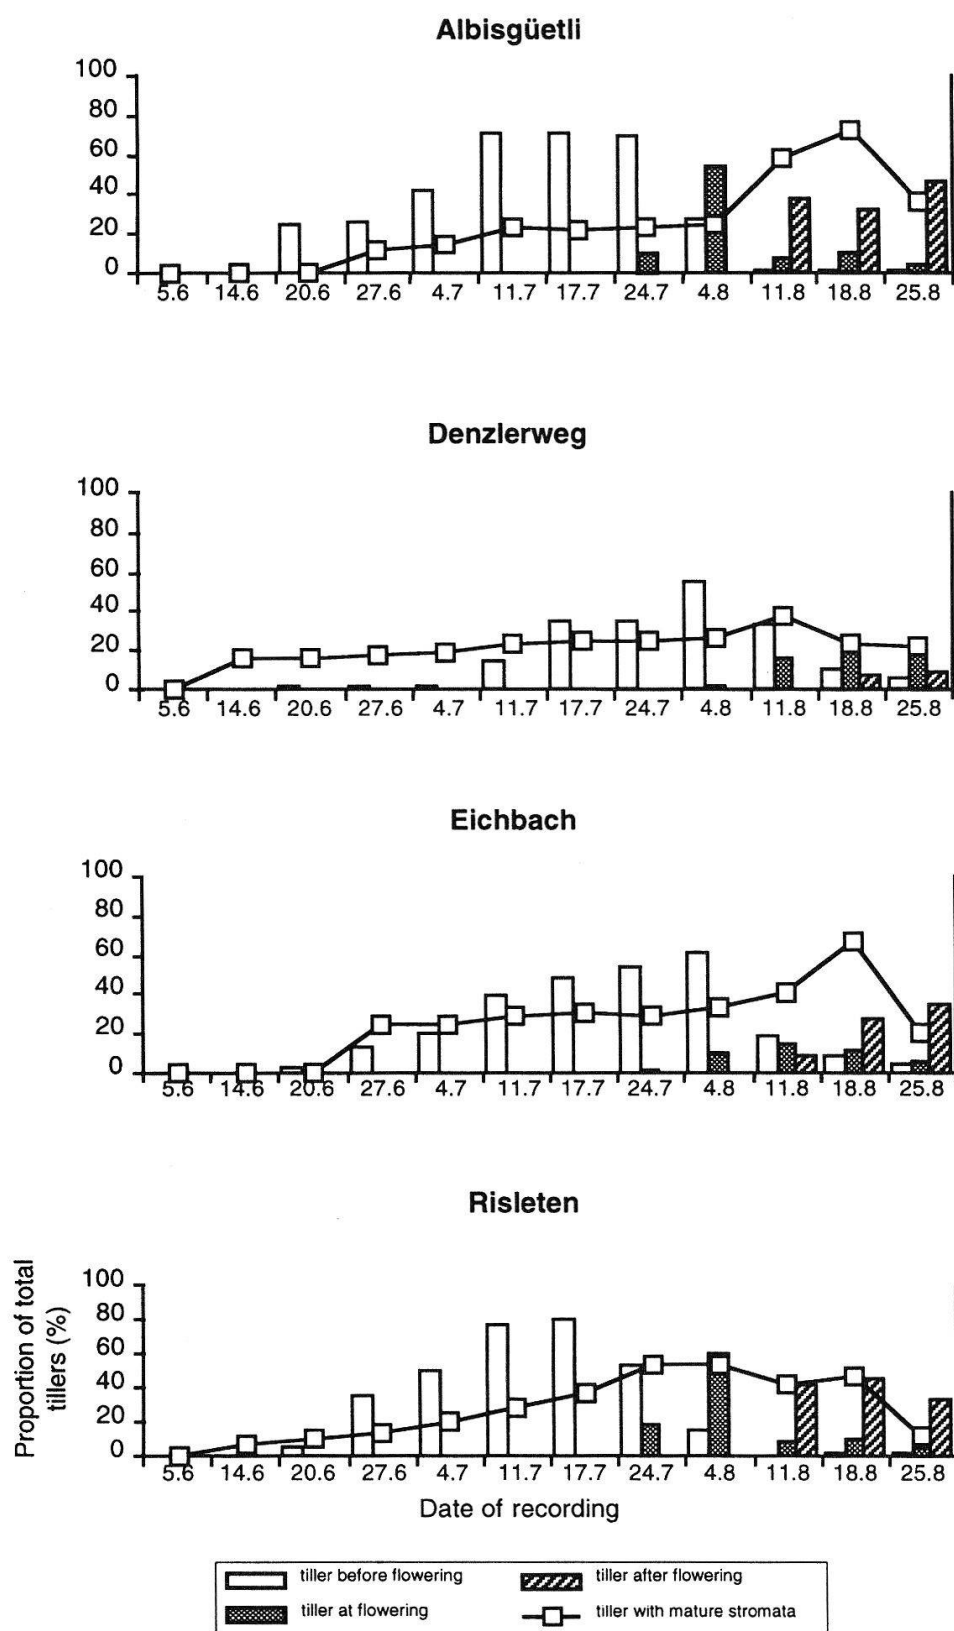 Albisgüetli
100
80
60
40
20
0
5.6 14.6 20.6 27.6 4.7 11.7 17.7 24.7 4.8 11.8 18.8 25.8
Denzlerweg
100
80
60
40
20
0
5.6 14.6 20.6 27.6 4.7 11.7 17.7 24.7 4.8 11.8 18.8 25.8
Eichbach
100
80
60
40
20
0
5.6 14.6 20.6 27.6 4.7 11.7 17.7 24.7 4.8 11.8 18.8 25.8
Risleten
Proportion of total
tillers (%)
100
80
60
40
20
0
5.6 14.6 20.6 27.6 4.7 11.7 17.7 24.7 4.8 11.8 18.8 25.8
Date of recording
tiller before flowering tiller after flowering
tiller at flowering tiller with mature stromata